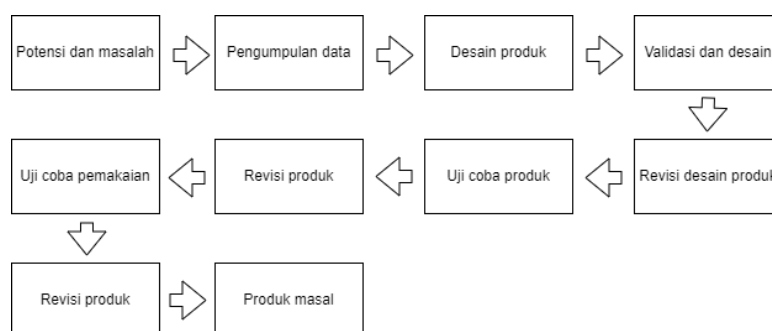 Potensi dan masalah
Pengumpulan data
Desain produk
Validasi dan desain
Revisi desain produk
Uji coba produk
Revisi produk
Uji coba pemakaian
Revisi produk
Produk masal